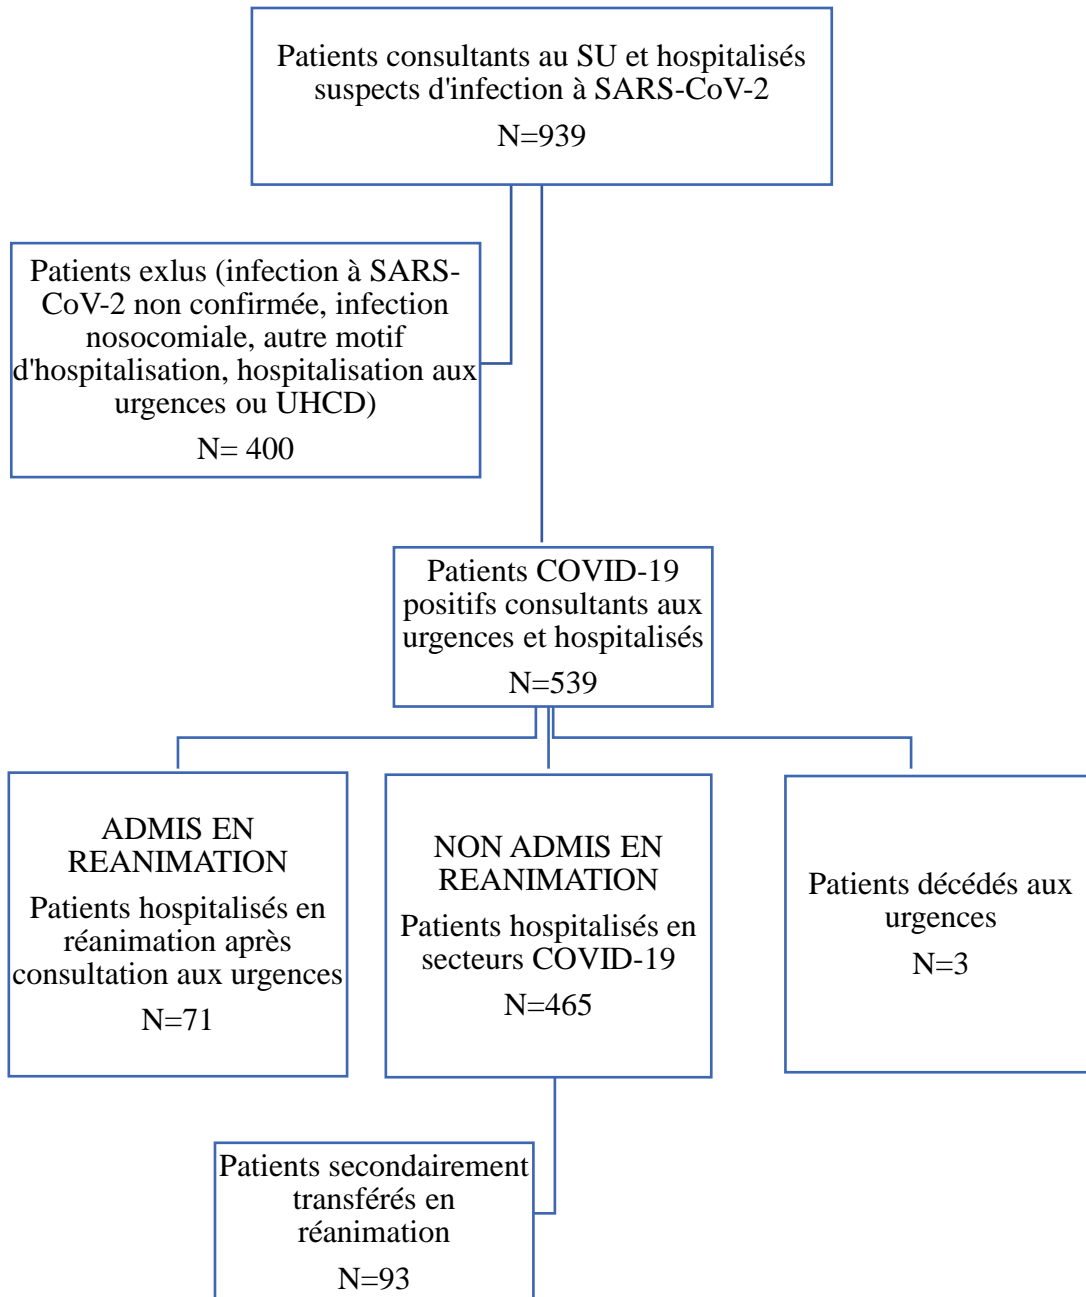 Patients consultants au SU et hospitalisés
suspects d'infection à SARS-CoV-2
N=939
Patients exlus (infection à SARS-
CoV-2 non confirmée, infection
nosocomiale, autre motif
d'hospitalisation, hospitalisation aux
urgences ou UHCD)
N= 400
Patients COVID-19
positifs consultants aux
urgences et hospitalisés
N=539
ADMIS EN
REANIMATION
Patients hospitalisés en
réanimation après
consultation aux urgences
N=71
NON ADMIS EN
REANIMATION
Patients hospitalisés en
secteurs COVID-19
N=465
Patients décédés aux
urgences
N=3
Patients secondairement
transférés en
réanimation
N=93